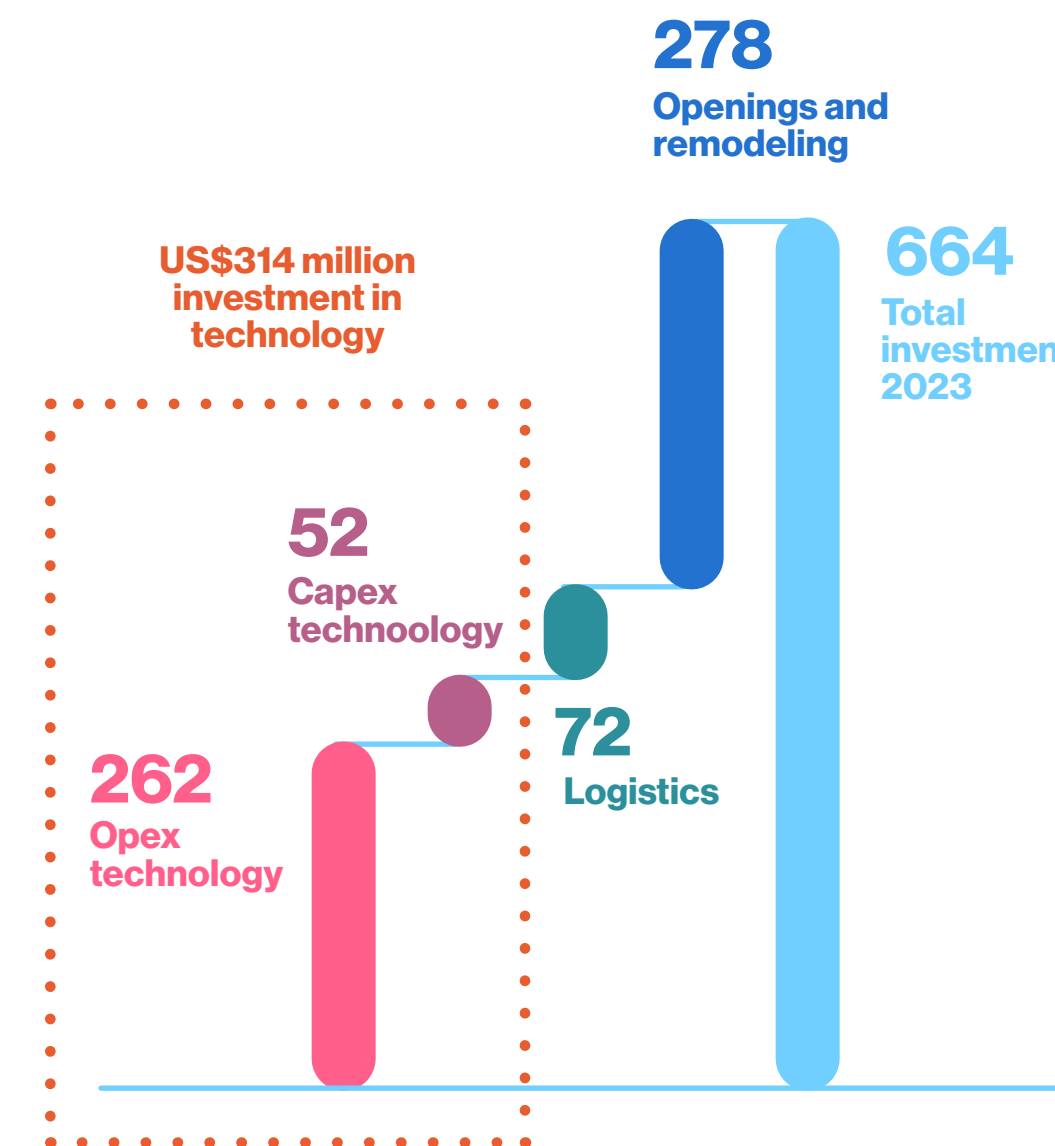 278
Openings and
remodeling
US$314 million
investment in
technology
664
Total
investmen
2023
52
Capex
technoology
72
Logistics
262
Opex
technology